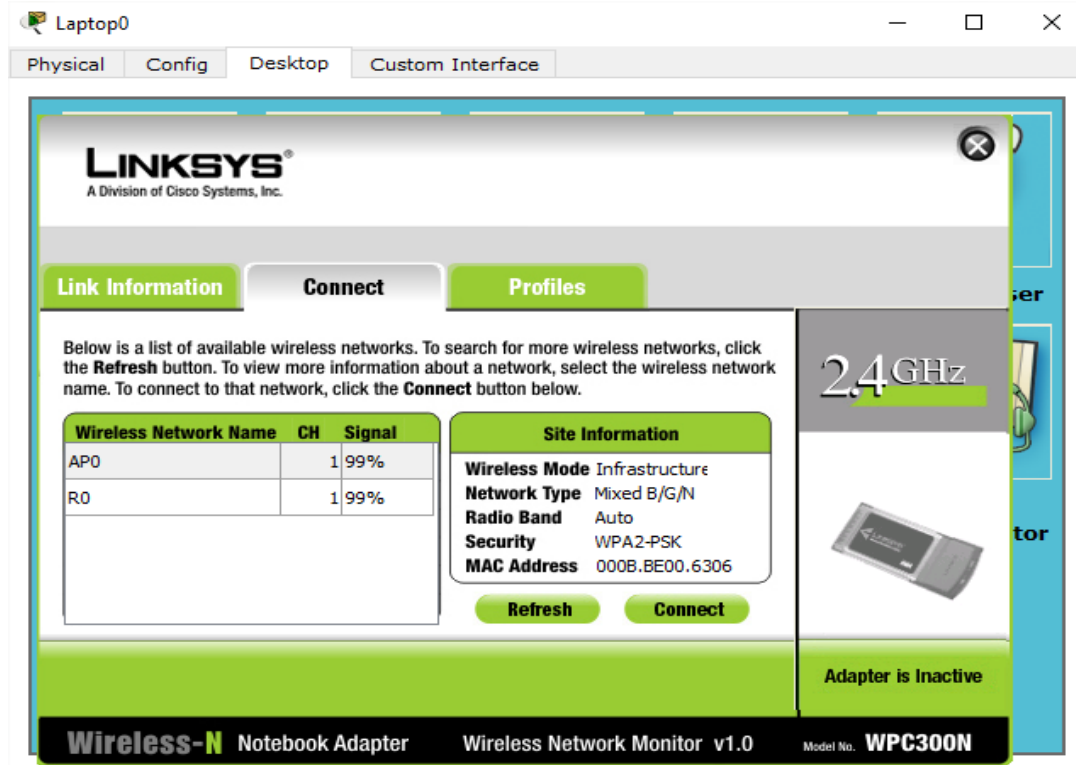 Laptop0
Physical Config Desktop Custom Interface
LINKSYS®
A Division of Cisco Systems, Inc.
Link Information Connect Profiles
Below is a list of available wireless networks. To search for more wireless networks, click
the Refresh button. To view more information about a network, select the wireless network
name. To connect to that network, click the Connect button below.
2.4GHz
Wireless Network Name CH Signal
AP0 1 99%
R0 1 99%
Site Information
Wireless Mode Infrastructure
Network Type Mixed B/G/N
Radio Band Auto
Security WPA2-PSK
MAC Address 000B.BE00.6306
Refresh Connect
Adapter is Inactive
Wireless-N Notebook Adapter Wireless Network Monitor v1.0 Model No. WPC300N